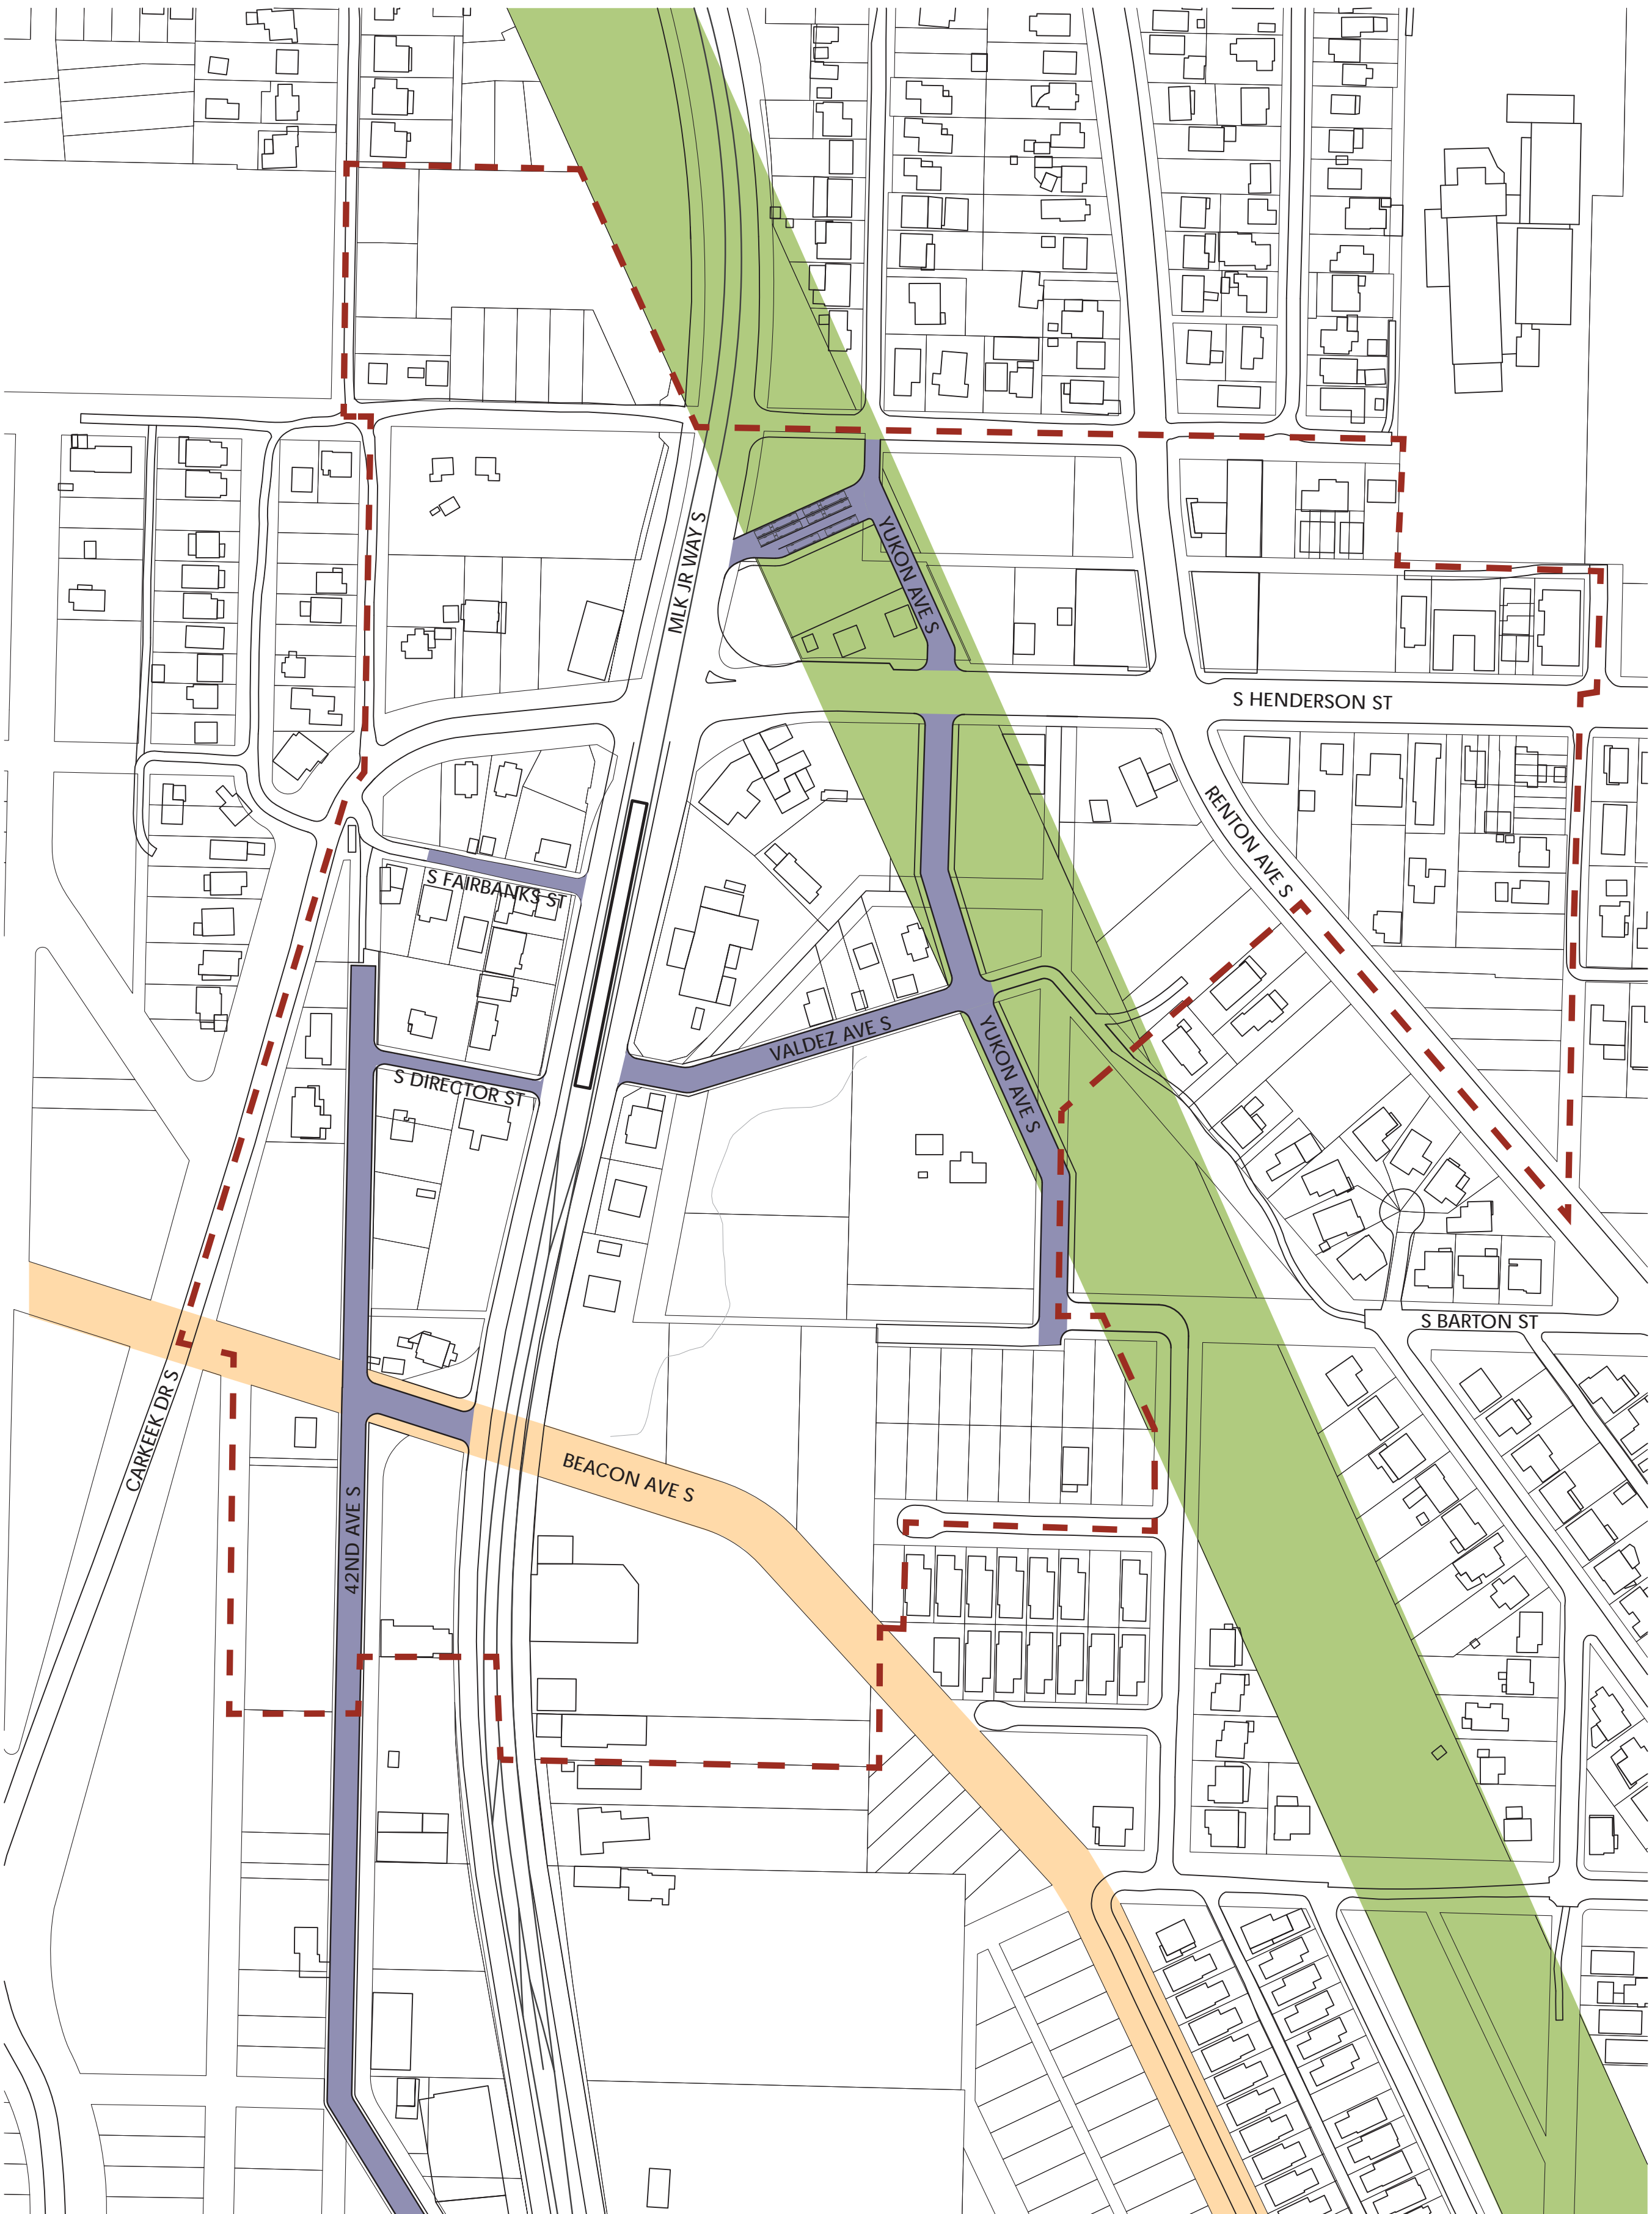 MLK JR WAY S
YUKON AVE S
S HENDERSON ST
RENTON AVE S
S FAIRBANKS ST
VALDEZ AVE S
YUKON AVE S
S DIRECTOR ST
S BARTON ST
CARKEEK DR S
BEACON AVE S
42ND AVE S